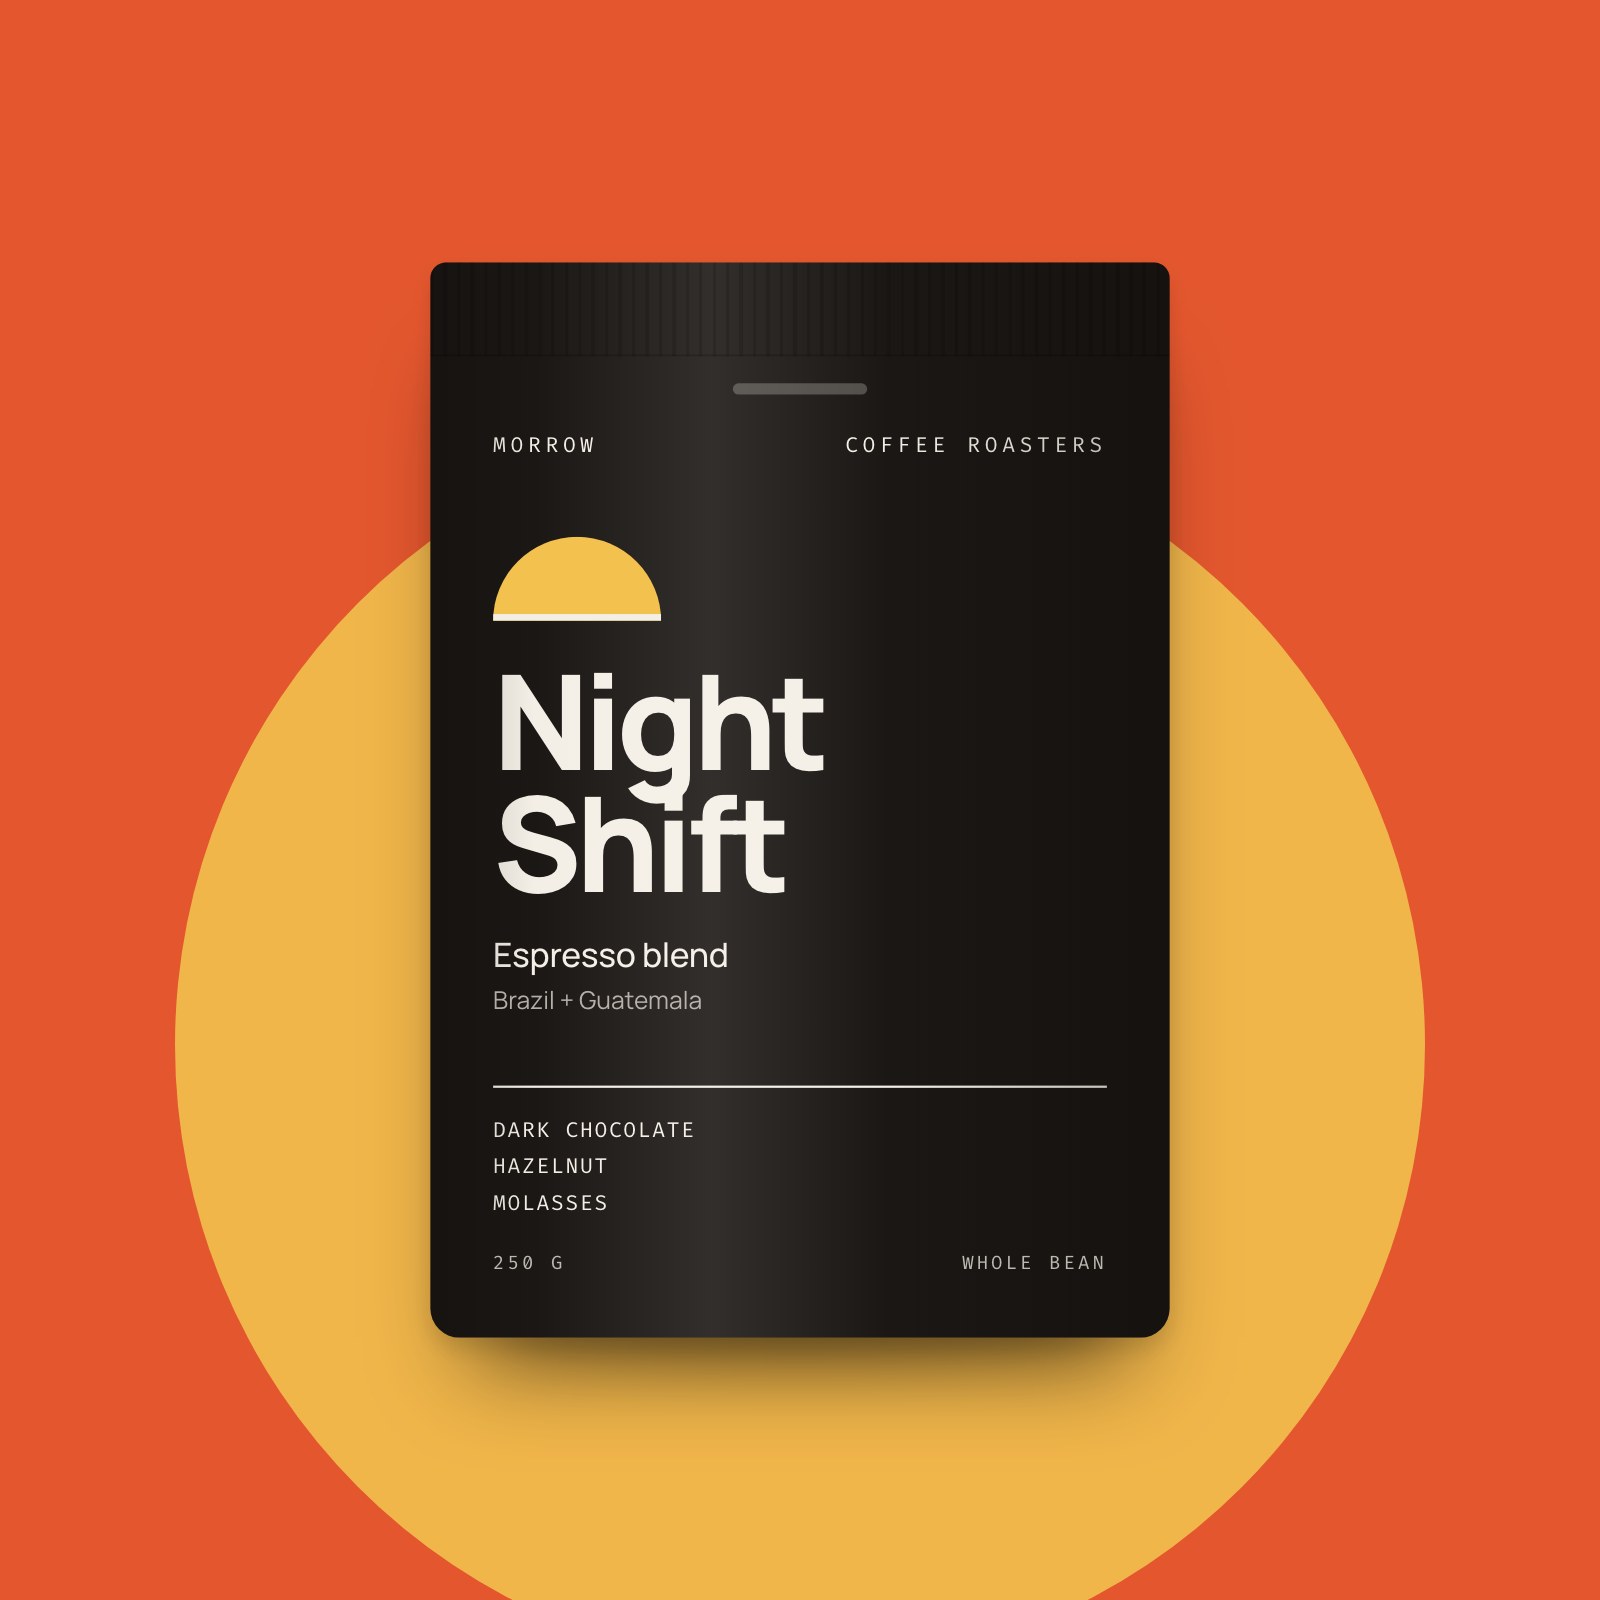 MORROW
COFFEE ROASTERS
Night
Shift
Espresso blend
Brazil + Guatemala
DARK CHOCOLATE
HAZELNUT
MOLASSES
250 G
WHOLE BEAN